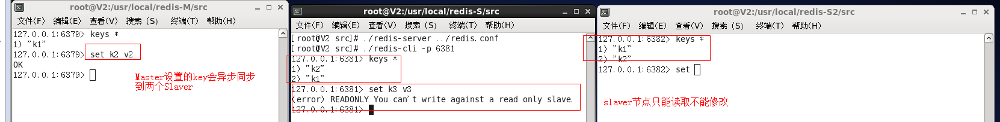 root@V2:/usr/local/redis-M/src
文件(F) 编辑(E) 查看(V) 搜索 (S) 终端(T) 帮助(H)
127.0.0.1:6379> keys *
1) "k1"
127.0.0.1:6379> set k2 v2
OK
127.0.0.1:6379>
Master设置的key会异步同步
到两个Slaver
root@V2:/usr/local/redis-S/src
文件(F) 编辑(E) 查看(V) 搜索 (S) 终端(T) 帮助(H)
[root@V2 src]# ./redis-server ../redis.conf
[root@V2 src]# ./redis-cli -p 6381
127.0.0.1:6381> keys *
1) "k2"
2) "k1"
127.0.0.1:6381> set k3 v3
(error) READONLY You can't write against a read only slave.
127.0.0.1:6381>
root@V2:/usr/local/redis-S2/src
文件(F) 编辑(E) 查看(V) 搜索 (S) 终端(T) 帮助(H)
127.0.0.1:6382> keys *
1) "k1"
2) "k2"
127.0.0.1:6382> set
slaver节点只能读取不能修改